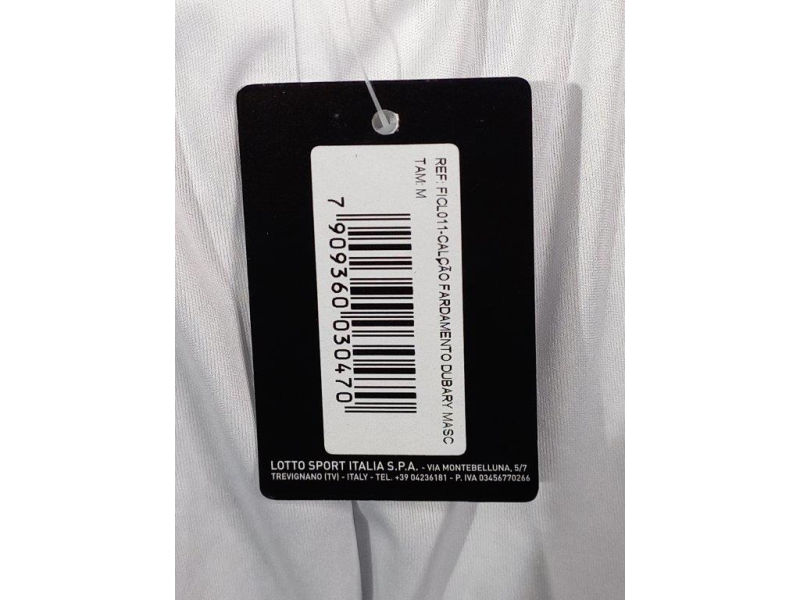 REF: FICL011-CALÇÃO FARDAMENTO DUBARY MASC
TAM: M
7 909360 030470
LOTTO SPORT ITALIA S.P.A. - VIA MONTEBELLUNA, 5/7
TREVIGNANO (TV) - ITALY - TEL. +39 04236181 - P. IVA 03456770266